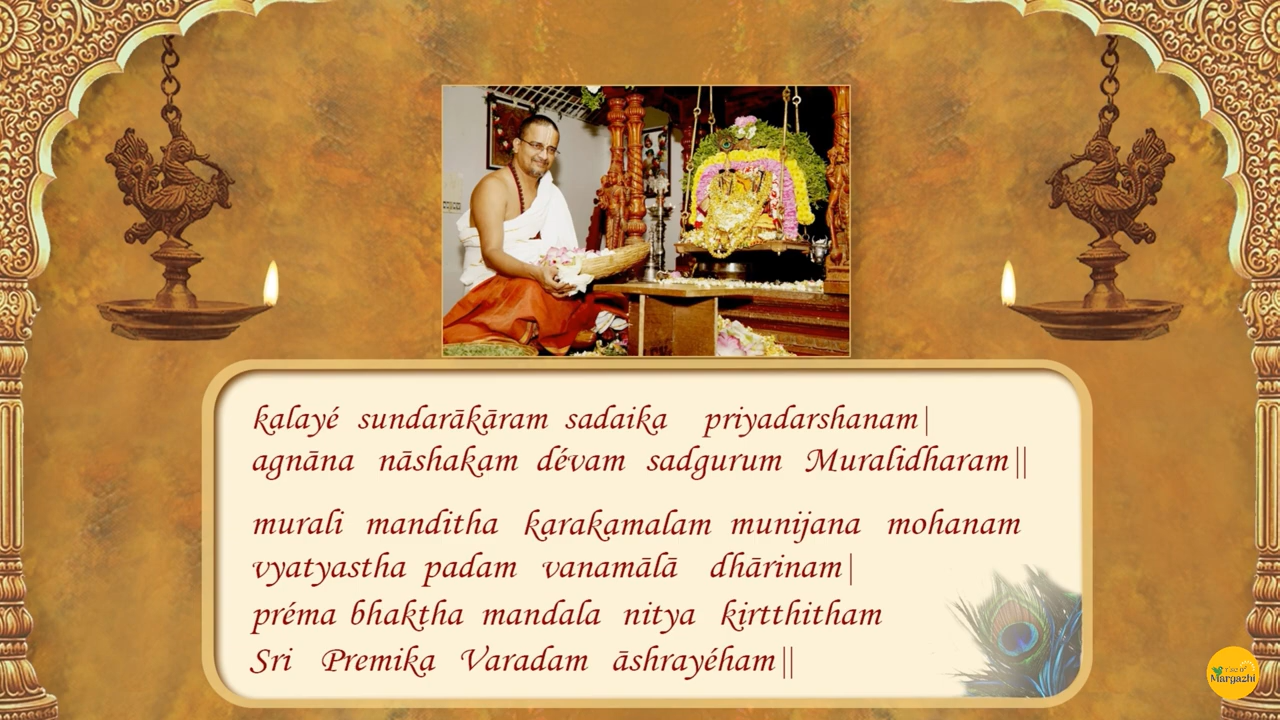 kalayé sundarākāram sadaika priyadarshanam|
agnāna nāshakam dévam sadgurum Muralidharam||
murali manditha karakamalam munijana mohanam
vyatyastha padam vanamālā dhārinam|
préma bhaktha mandala nitya kirtthitham
Sri Premika Varadam āshrayéham||
Margazhi